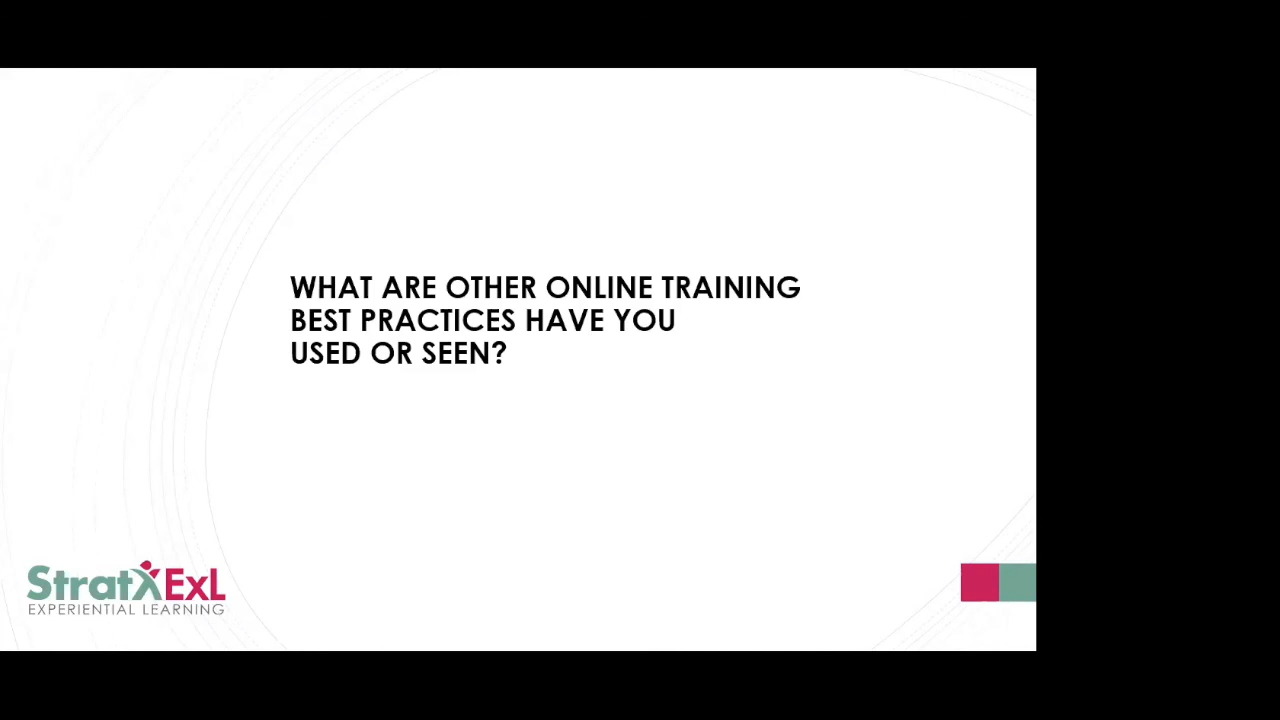 WHAT ARE OTHER ONLINE TRAINING
BEST PRACTICES HAVE YOU
USED OR SEEN?
StratXExL
EXPERIENTIAL LEARNING